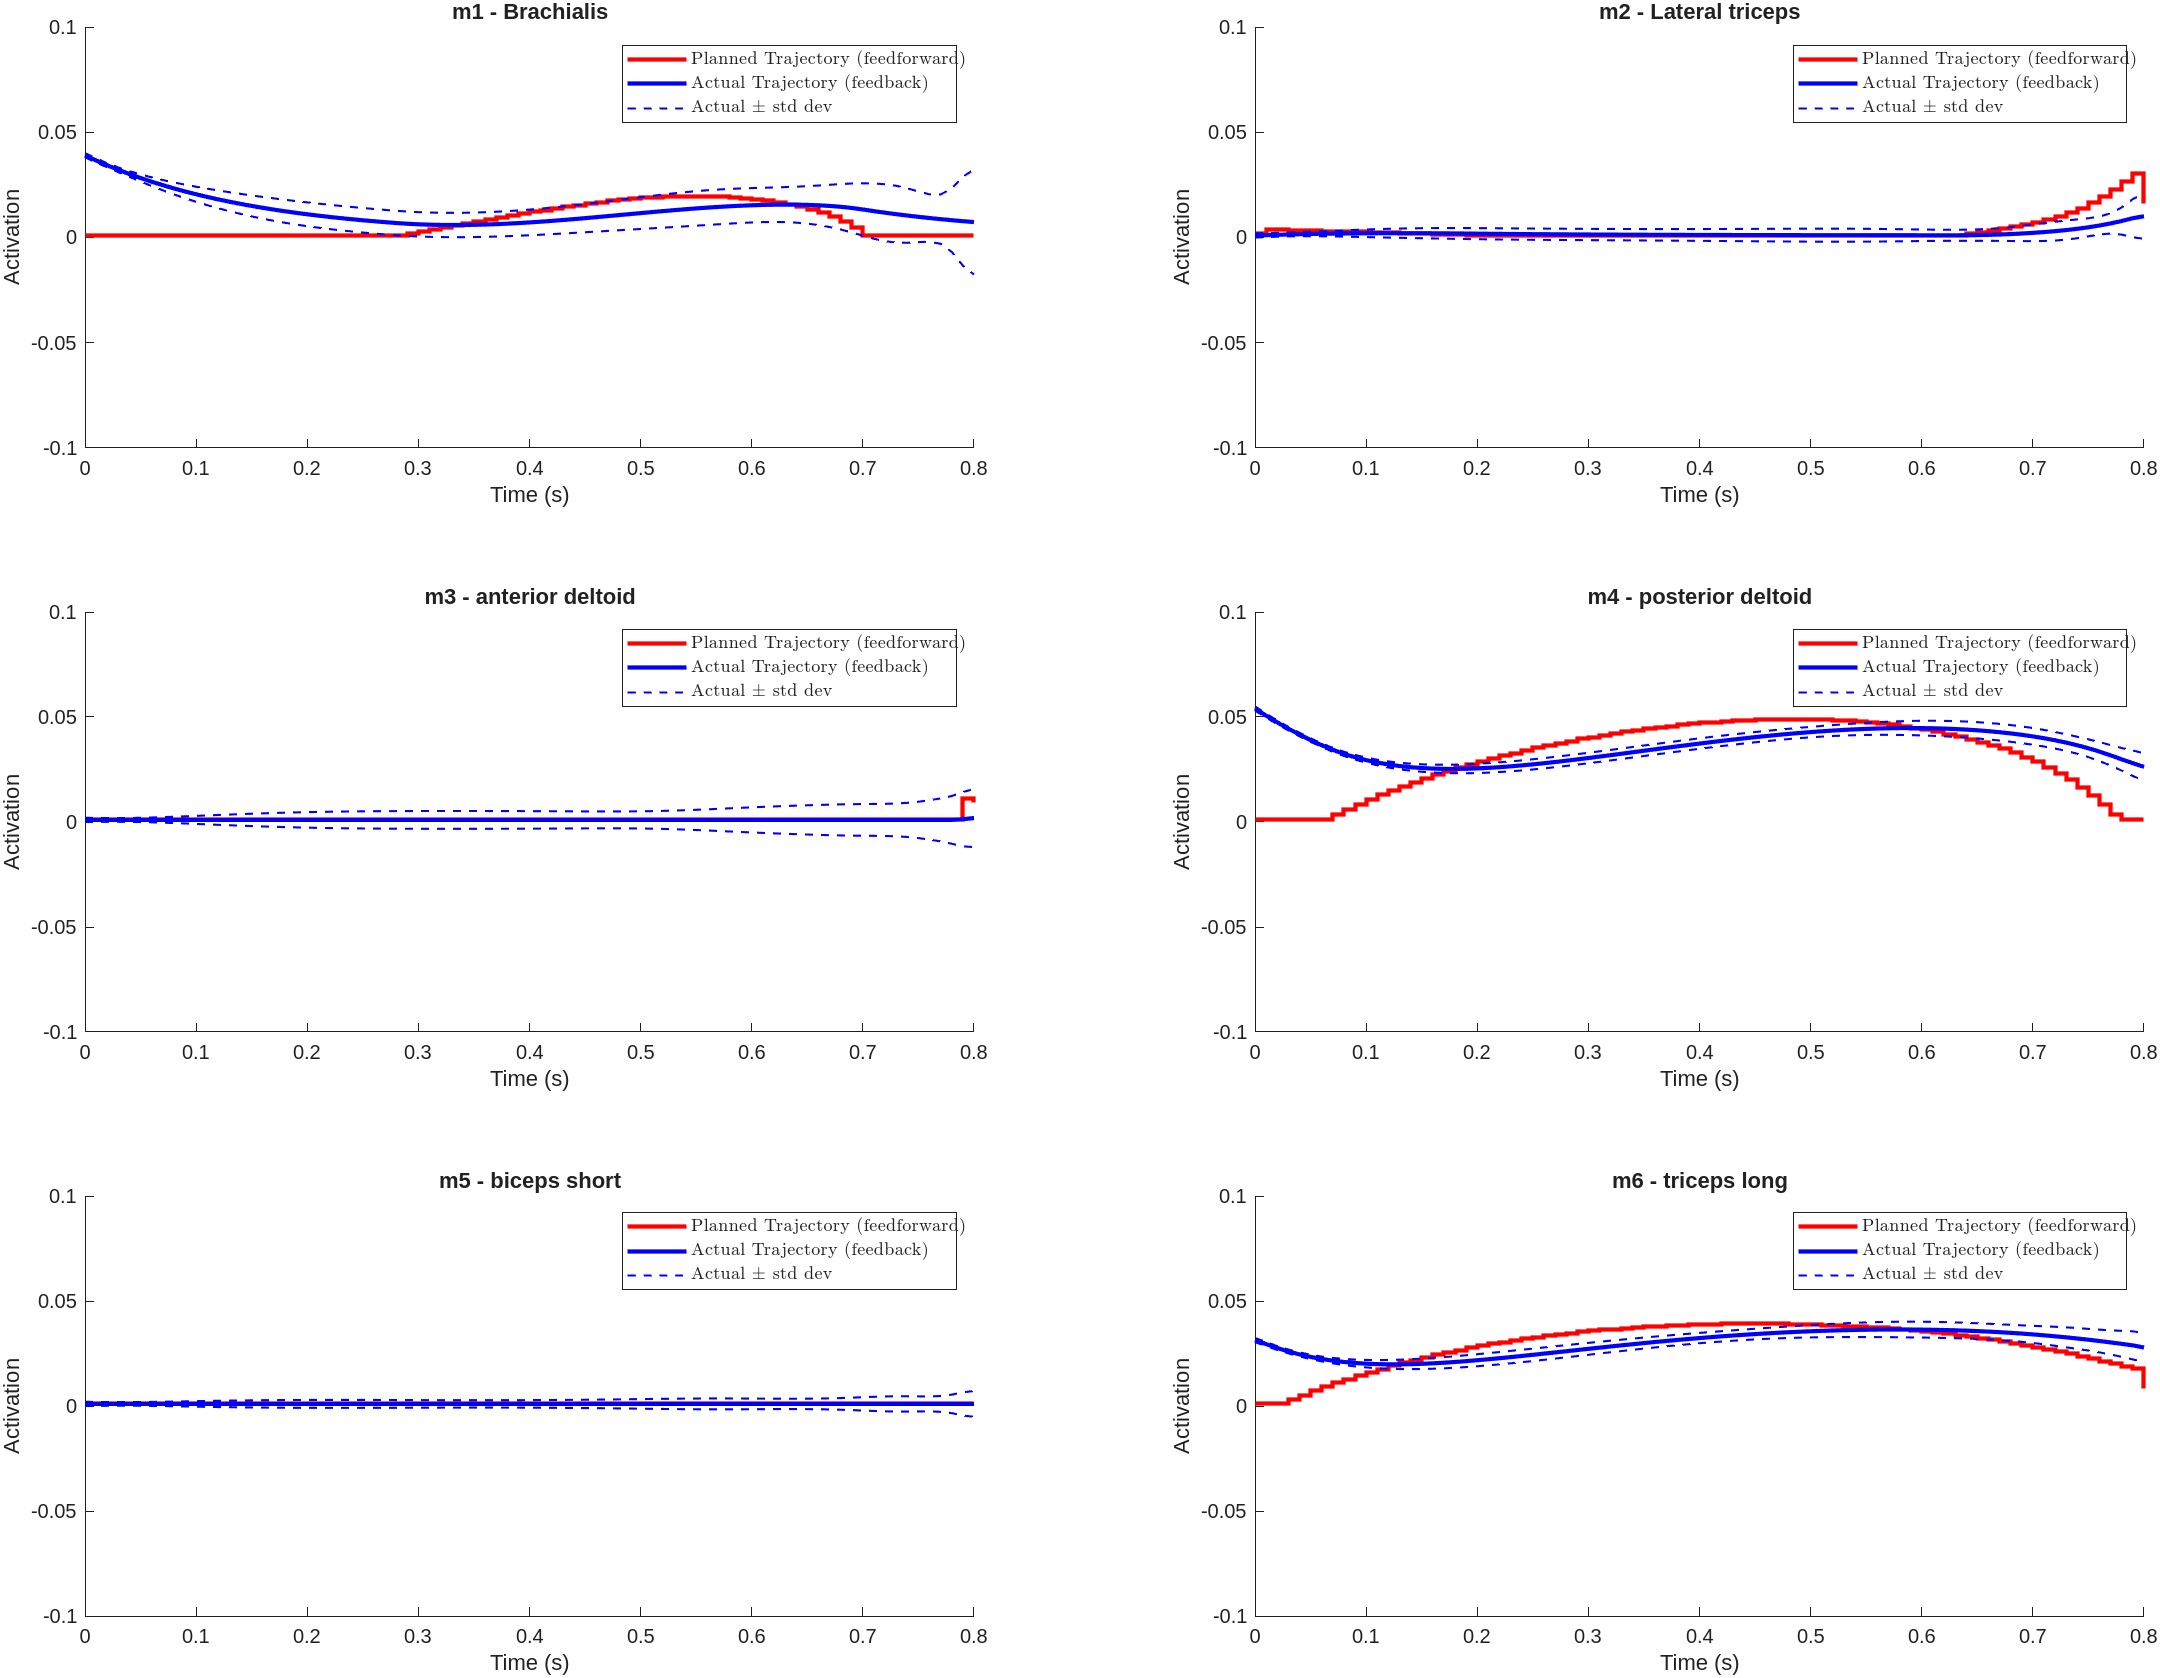 m1 - Brachialis
0.1
0.05
0
-0.05
-0.1
Activation
Planned Trajectory (feedforward)
Actual Trajectory (feedback)
Actual ± std dev
0 0.1 0.2 0.3 0.4 0.5 0.6 0.7 0.8
Time (s)
m2 - Lateral triceps
0.1
0.05
0
-0.05
-0.1
Activation
Planned Trajectory (feedforward)
Actual Trajectory (feedback)
Actual ± std dev
0 0.1 0.2 0.3 0.4 0.5 0.6 0.7 0.8
Time (s)
m3 - anterior deltoid
0.1
0.05
0
-0.05
-0.1
Activation
Planned Trajectory (feedforward)
Actual Trajectory (feedback)
Actual ± std dev
0 0.1 0.2 0.3 0.4 0.5 0.6 0.7 0.8
Time (s)
m4 - posterior deltoid
0.1
0.05
0
-0.05
-0.1
Activation
Planned Trajectory (feedforward)
Actual Trajectory (feedback)
Actual ± std dev
0 0.1 0.2 0.3 0.4 0.5 0.6 0.7 0.8
Time (s)
m5 - biceps short
0.1
0.05
0
-0.05
-0.1
Activation
Planned Trajectory (feedforward)
Actual Trajectory (feedback)
Actual ± std dev
0 0.1 0.2 0.3 0.4 0.5 0.6 0.7 0.8
Time (s)
m6 - triceps long
0.1
0.05
0
-0.05
-0.1
Activation
Planned Trajectory (feedforward)
Actual Trajectory (feedback)
Actual ± std dev
0 0.1 0.2 0.3 0.4 0.5 0.6 0.7 0.8
Time (s)